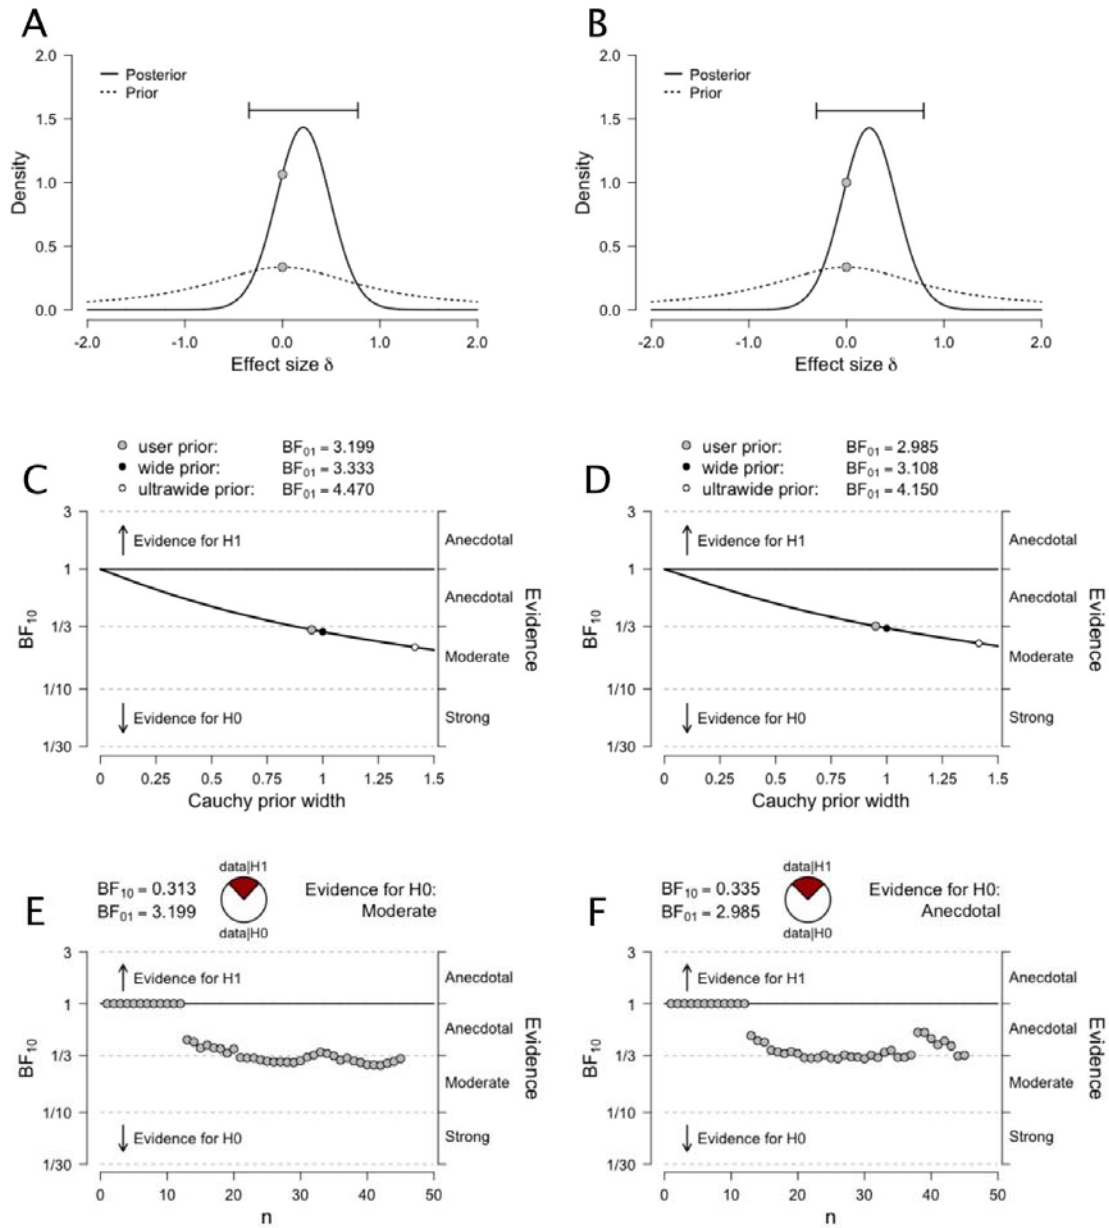 A
2.0
1.5
1.0
0.5
0.0
Density
Posterior
Prior
-2.0 -1.0 0.0 1.0 2.0
Effect size δ
B
2.0
1.5
1.0
0.5
0.0
Density
Posterior
Prior
-2.0 -1.0 0.0 1.0 2.0
Effect size δ
C
user prior: BF01 = 3.199
wide prior: BF01 = 3.333
ultrawide prior: BF01 = 4.470
3
1
1/3
1/10
1/30
BF10
Evidence for H1
Evidence for H0
Anecdotal
Anecdotal
Moderate
Strong
Evidence
0 0.25 0.5 0.75 1 1.25 1.5
Cauchy prior width
D
user prior: BF01 = 2.985
wide prior: BF01 = 3.108
ultrawide prior: BF01 = 4.150
3
1
1/3
1/10
1/30
BF10
Evidence for H1
Evidence for H0
Anecdotal
Anecdotal
Moderate
Strong
Evidence
0 0.25 0.5 0.75 1 1.25 1.5
Cauchy prior width
E
BF10 = 0.313
BF01 = 3.199
data|H1
data|H0
Evidence for H0:
Moderate
3
1
1/3
1/10
1/30
BF10
Evidence for H1
Evidence for H0
Anecdotal
Anecdotal
Moderate
Strong
Evidence
0 10 20 30 40 50
n
F
BF10 = 0.335
BF01 = 2.985
data|H1
data|H0
Evidence for H0:
Anecdotal
3
1
1/3
1/10
1/30
BF10
Evidence for H1
Evidence for H0
Anecdotal
Anecdotal
Moderate
Strong
Evidence
0 10 20 30 40 50
n